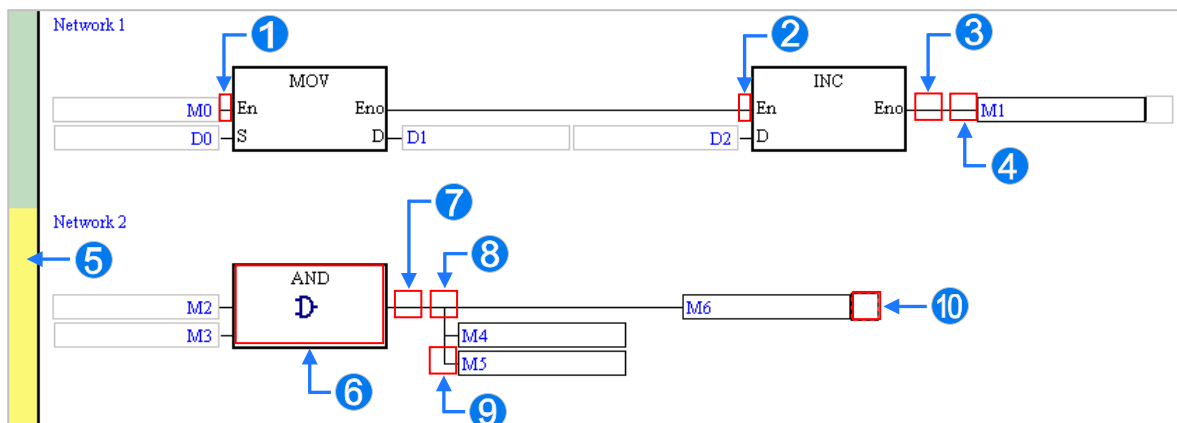 Network 1
1 2 3
MOV INC
M0 En Eno En Eno M1
D0 S D D1 D2 D
4
Network 2
7 8
5
AND
M2 M6 10
M3 M4
M5
6 9